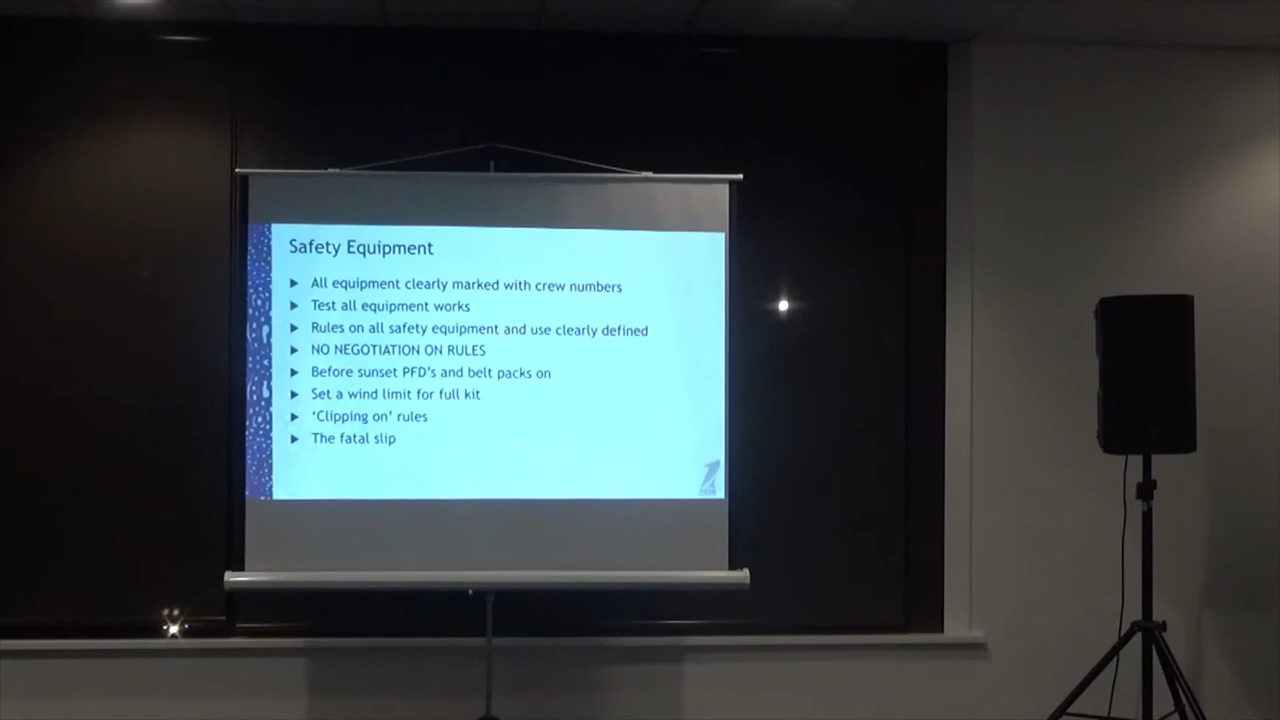 Safety Equipment
All equipment clearly marked with crew numbers
Test all equipment works
Rules on all safety equipment and use clearly defined
NO NEGOTIATION ON RULES
Before sunset PFD's and belt packs on
Set a wind limit for full kit
‘Clipping on’ rules
The fatal slip